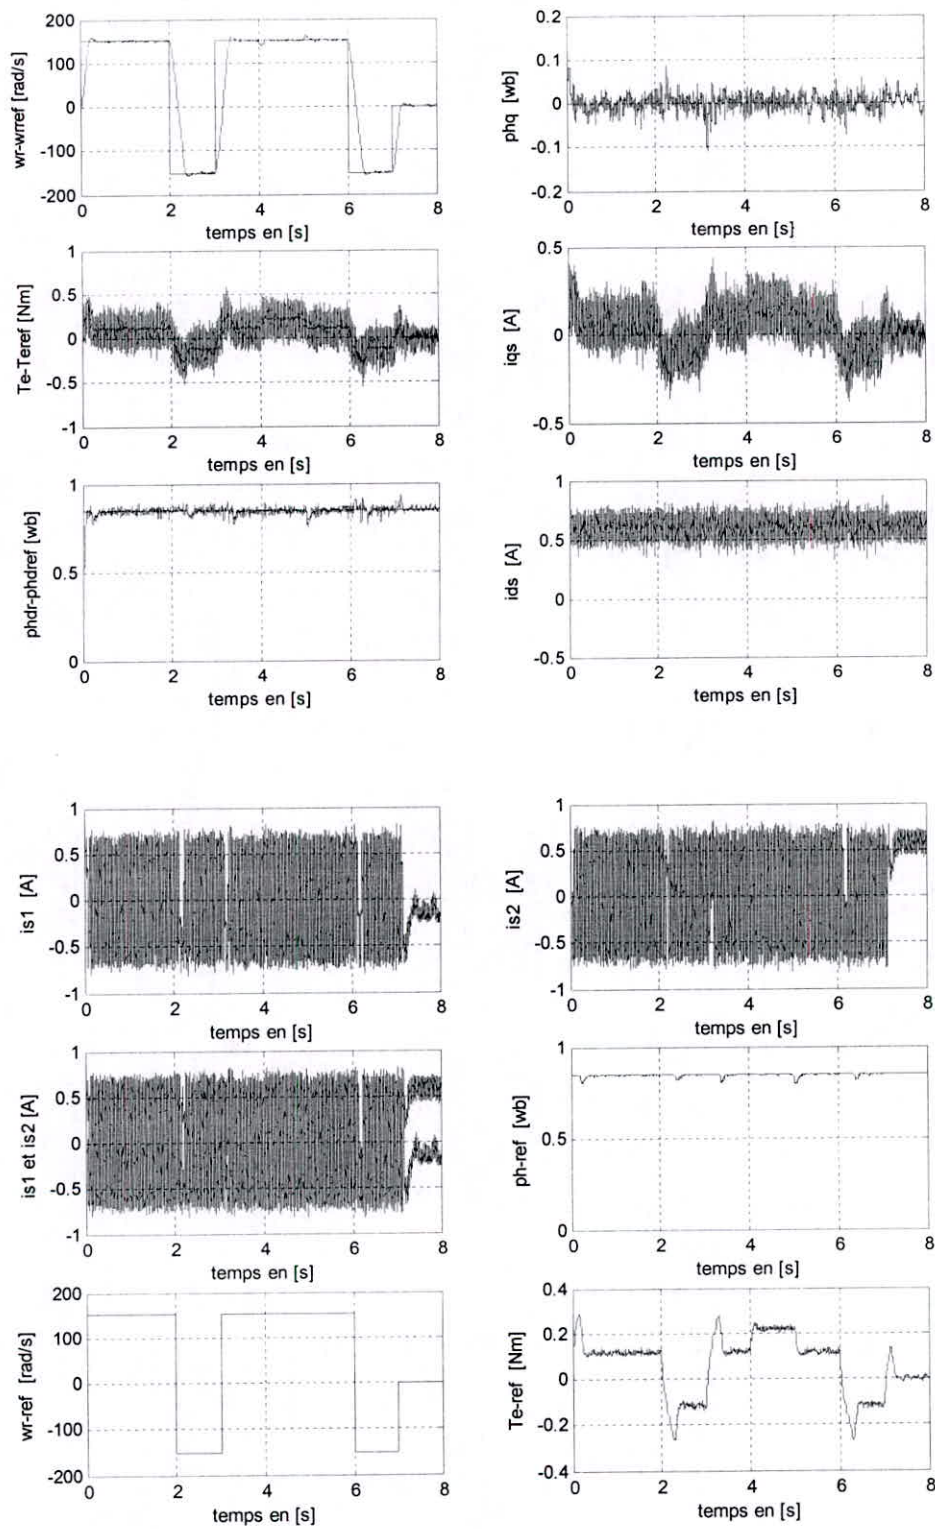 200
100
0
-100
-200
wr-wrref [rad/s]
0 2 4 6 8
temps en [s]
0.2
0.1
0
-0.1
-0.2
phq [wb]
0 2 4 6 8
temps en [s}
1
0.5
0
-0.5
-1
Te-Teref [Nm]
0 2 4 6 8
temps en [s]
0.5
0
-0.5
iqs [A]
0 2 4 6 8
temps en [s]
1
0.5
0
phdr-phdref [wb]
0 2 4 6 8
temps en [s]
1
0.5
0
-0.5
ids [A]
0 2 4 6 8
temps en [s]
1
0.5
0
-0.5
-1
is1 [A]
0 2 4 6 8
temps en [s]
1
0.5
0
-0.5
-1
is2 [A]
0 2 4 6 8
temps en [s]
1
0.5
0
-0.5
-1
is1 et is2 [A]
0 2 4 6 8
temps en [s]
1
0.5
0
ph-ref [wb]
0 2 4 6 8
temps en [s]
200
100
0
-100
-200
wr-ref [rad/s]
0 2 4 6 8
temps en [s]
0.4
0.2
0
-0.2
-0.4
Te-ref [Nm]
0 2 4 6 8
temps en [s]